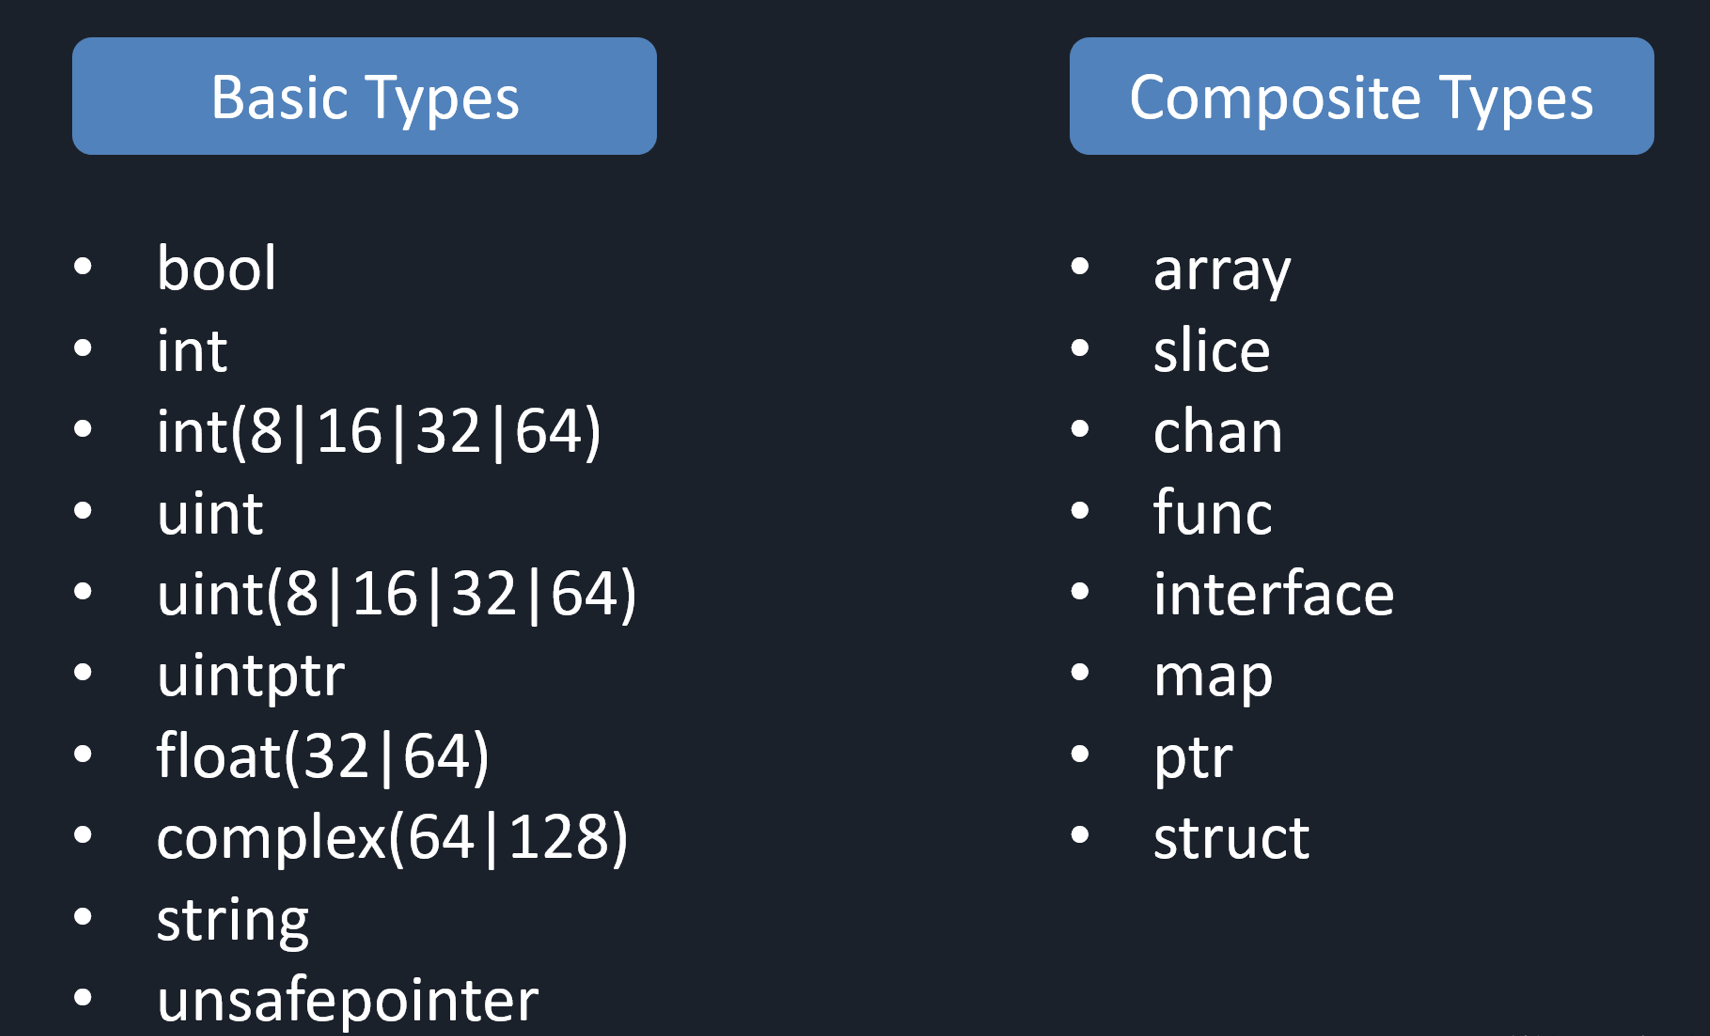 Basic Types
• bool
• int
• int(8|16|32|64)
• uint
• uint(8|16|32|64)
• uintptr
• float(32|64)
• complex(64|128)
• string
• unsafepointer
Composite Types
• array
• slice
• chan
• func
• interface
• map
• ptr
• struct